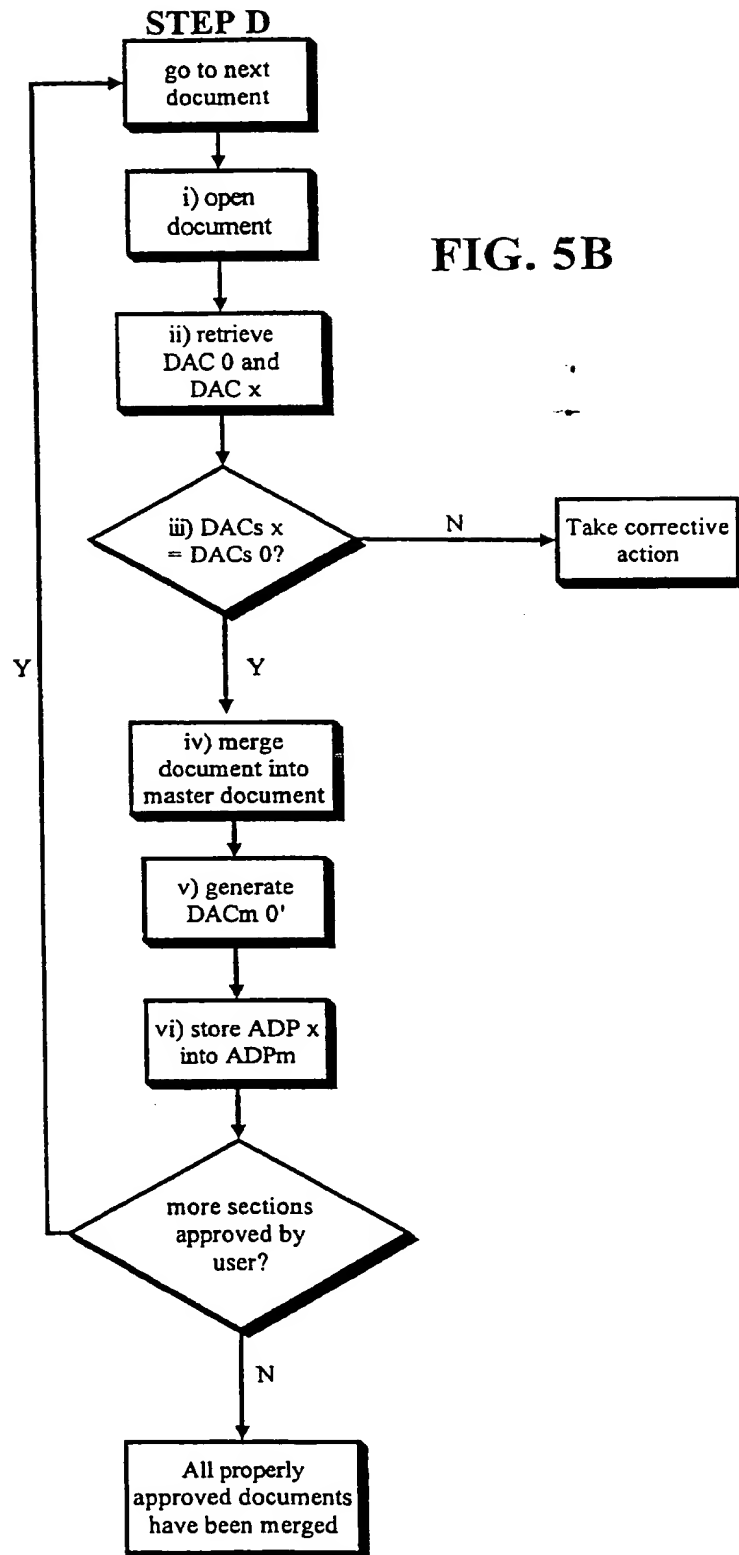 STEP D
go to next
document
i) open
document
FIG. 5B
ii) retrieve
DAC 0 and
DAC x
iii) DACs x
= DACs 0?
N
Take corrective
action
Y
Y
iv) merge
document into
master document
v) generate
DACm 0'
vi) store ADP x
into ADPm
more sections
approved by
user?
N
All properly
approved documents
have been merged